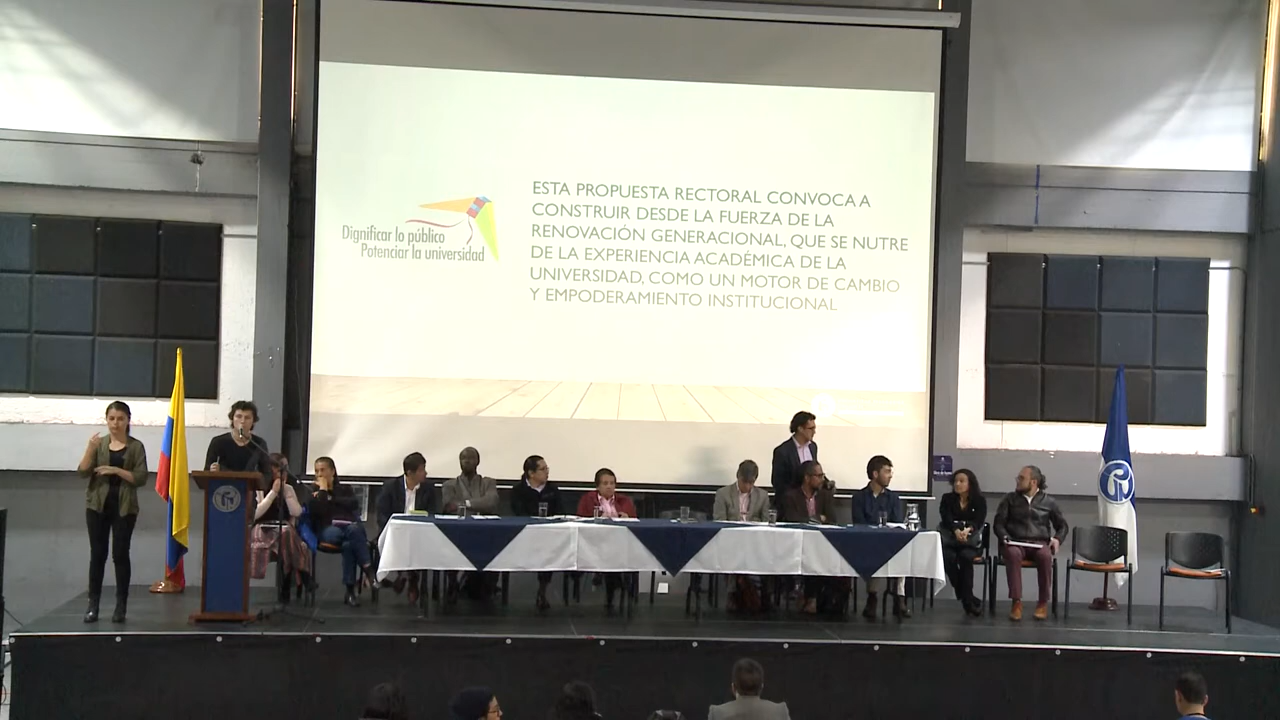 Dignificar lo público
Potenciar la universidad
ESTA PROPUESTA RECTORAL CONVOCA A
CONSTRUIR DESDE LA FUERZA DE LA
RENOVACIÓN GENERACIONAL, QUE SE NUTRE
DE LA EXPERIENCIA ACADÉMICA DE LA
UNIVERSIDAD, COMO UN MOTOR DE CAMBIO
Y EMPODERAMIENTO INSTITUCIONAL